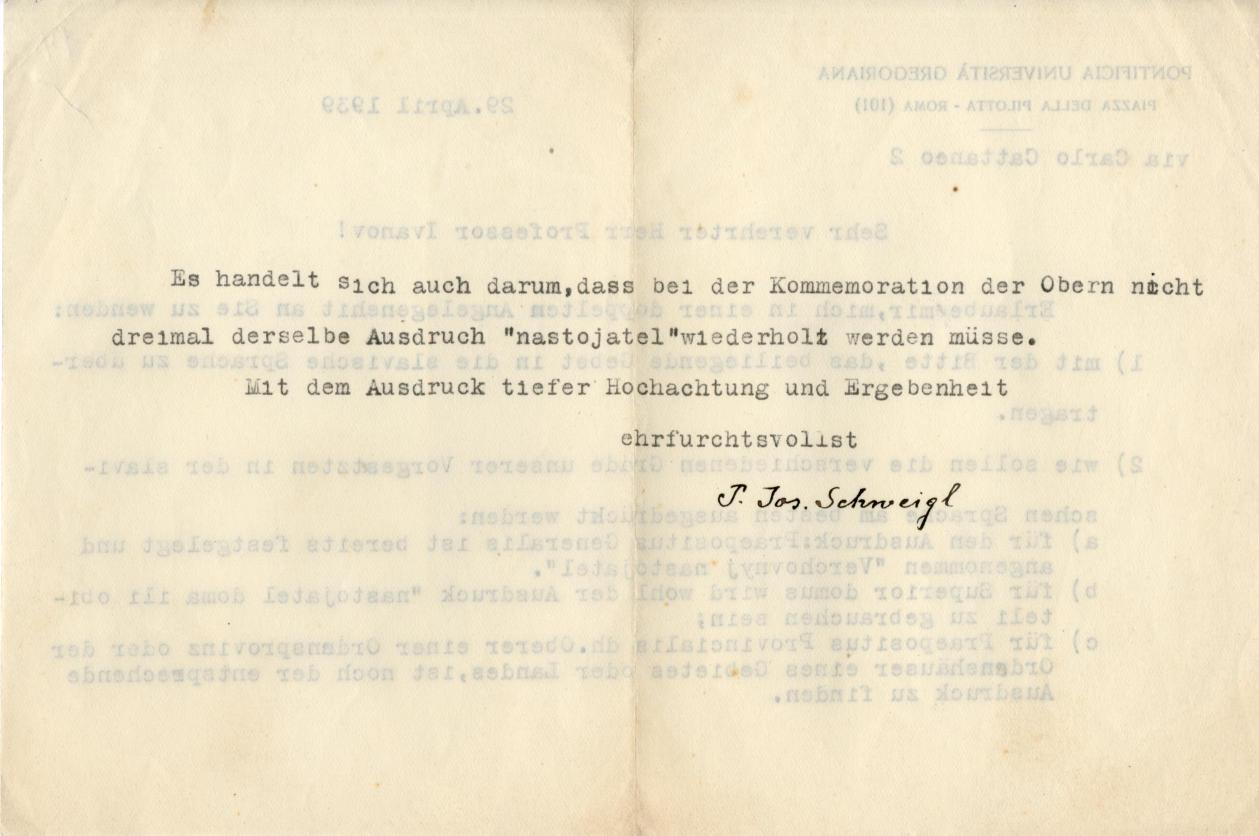 Es handelt sich auch darum,dass bei der Kommemoration der Obern nicht
dreimal derselbe Ausdruck "nastojatel"wiederholt werden müsse.
Mit dem Ausdruck tiefer Hochachtung und Ergebenheit
ehrfurchtsvollst
P. Jos. Schweigl